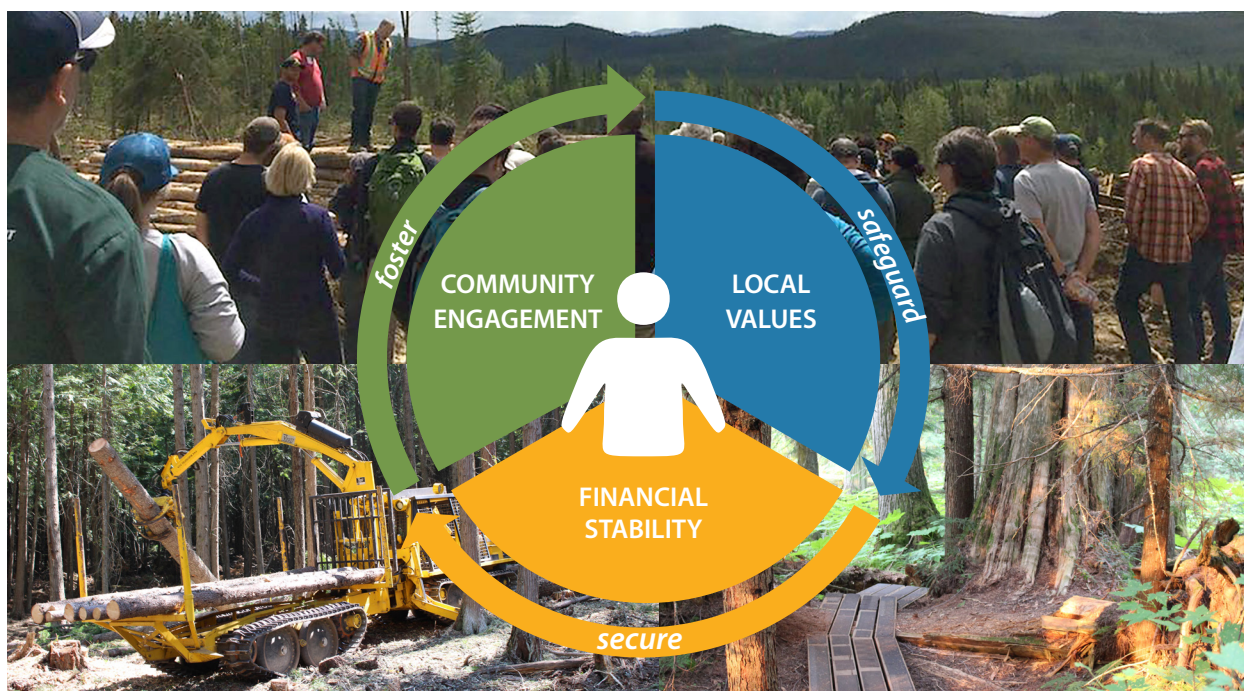 foster
COMMUNITY
ENGAGEMENT
LOCAL
VALUES
safeguard
FINANCIAL
STABILITY
secure